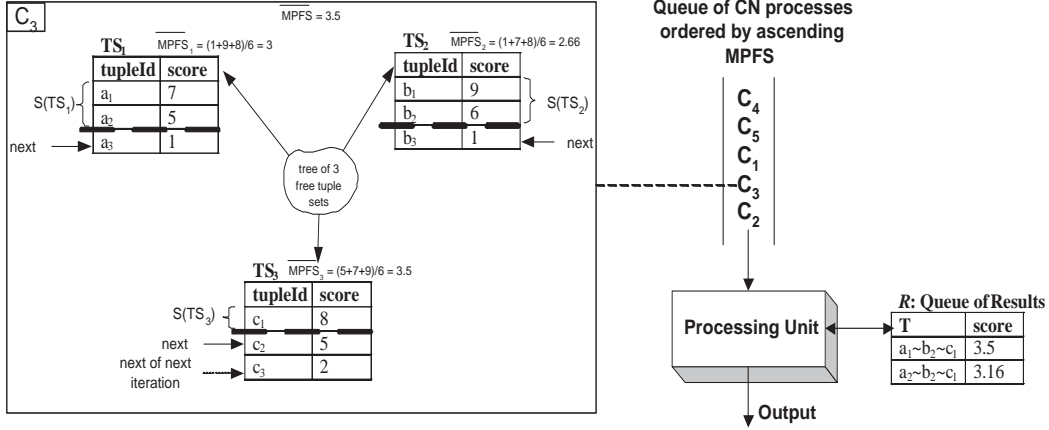 C3
MPFS = 3.5
TS1
MPFS1 = (1+9+8)/6 = 3
tupleId score
a1 7
a2 5
a3 1
S(TS1)
next
TS2
MPFS2 = (1+7+8)/6 = 2.66
tupleId score
b1 9
b2 6
b3 1
S(TS2)
next
tree of 3
free tuple
sets
TS3
MPFS3 = (5+7+9)/6 = 3.5
tupleId score
c1 8
c2 5
c3 2
S(TS3)
next
next of next
iteration
Queue of CN processes
ordered by ascending
MPFS
C4
C5
C1
C3
C2
Processing Unit
Output
R: Queue of Results
T score
a1~b2~c1 3.5
a2~b2~c1 3.16